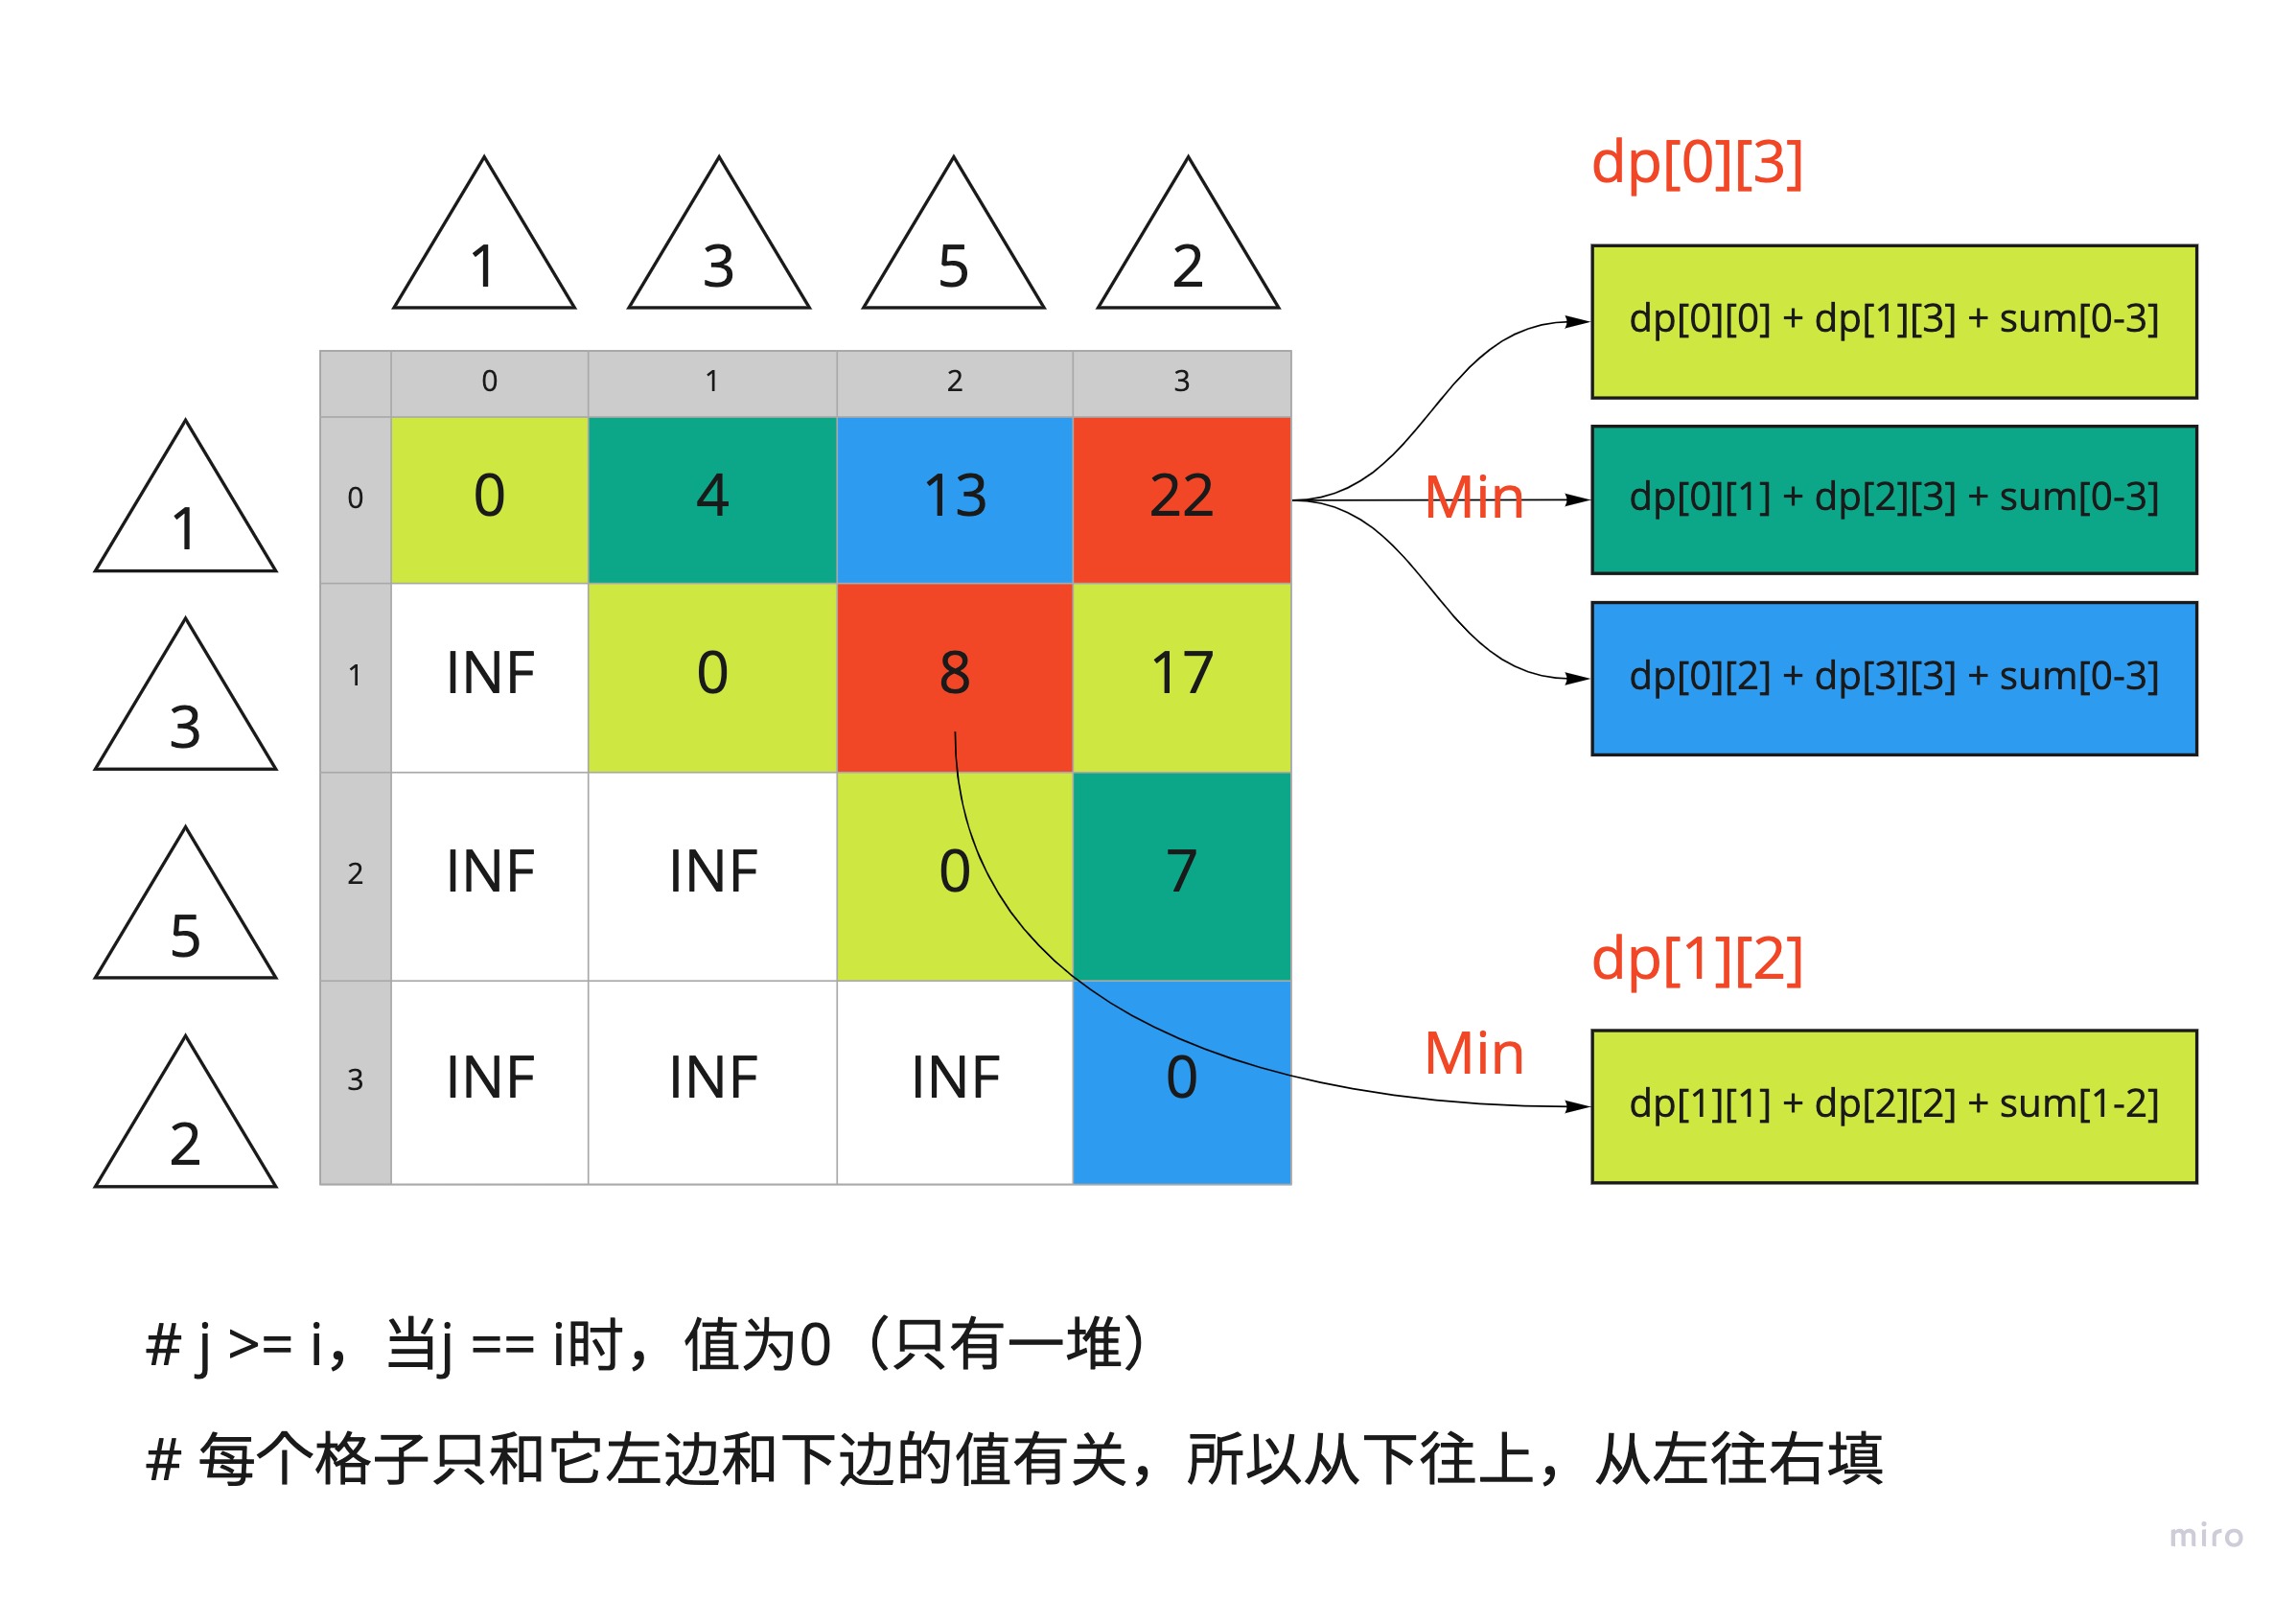 dp[0][3]
1 3 5 2
dp[0][0] + dp[1][3] + sum[0-3]
0 1 2 3
1 0 0 4 13 22
Min
dp[0][1] + dp[2][3] + sum[0-3]
3 1 INF 0 8 17
dp[0][2] + dp[3][3] + sum[0-3]
5 2 INF INF 0 7
dp[1][2]
2 3 INF INF INF 0
Min
dp[1][1] + dp[2][2] + sum[1-2]
# j >= i，当j == i时，值为0（只有一堆）
# 每个格子只和它左边和下边的值有关，所以从下往上，从左往右填
miro